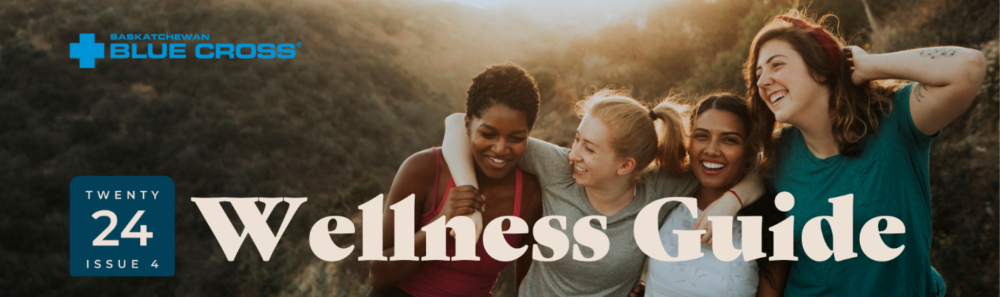 SASKATCHEWAN
BLUE CROSS®
TWENTY
24
ISSUE 4
Wellness Guide